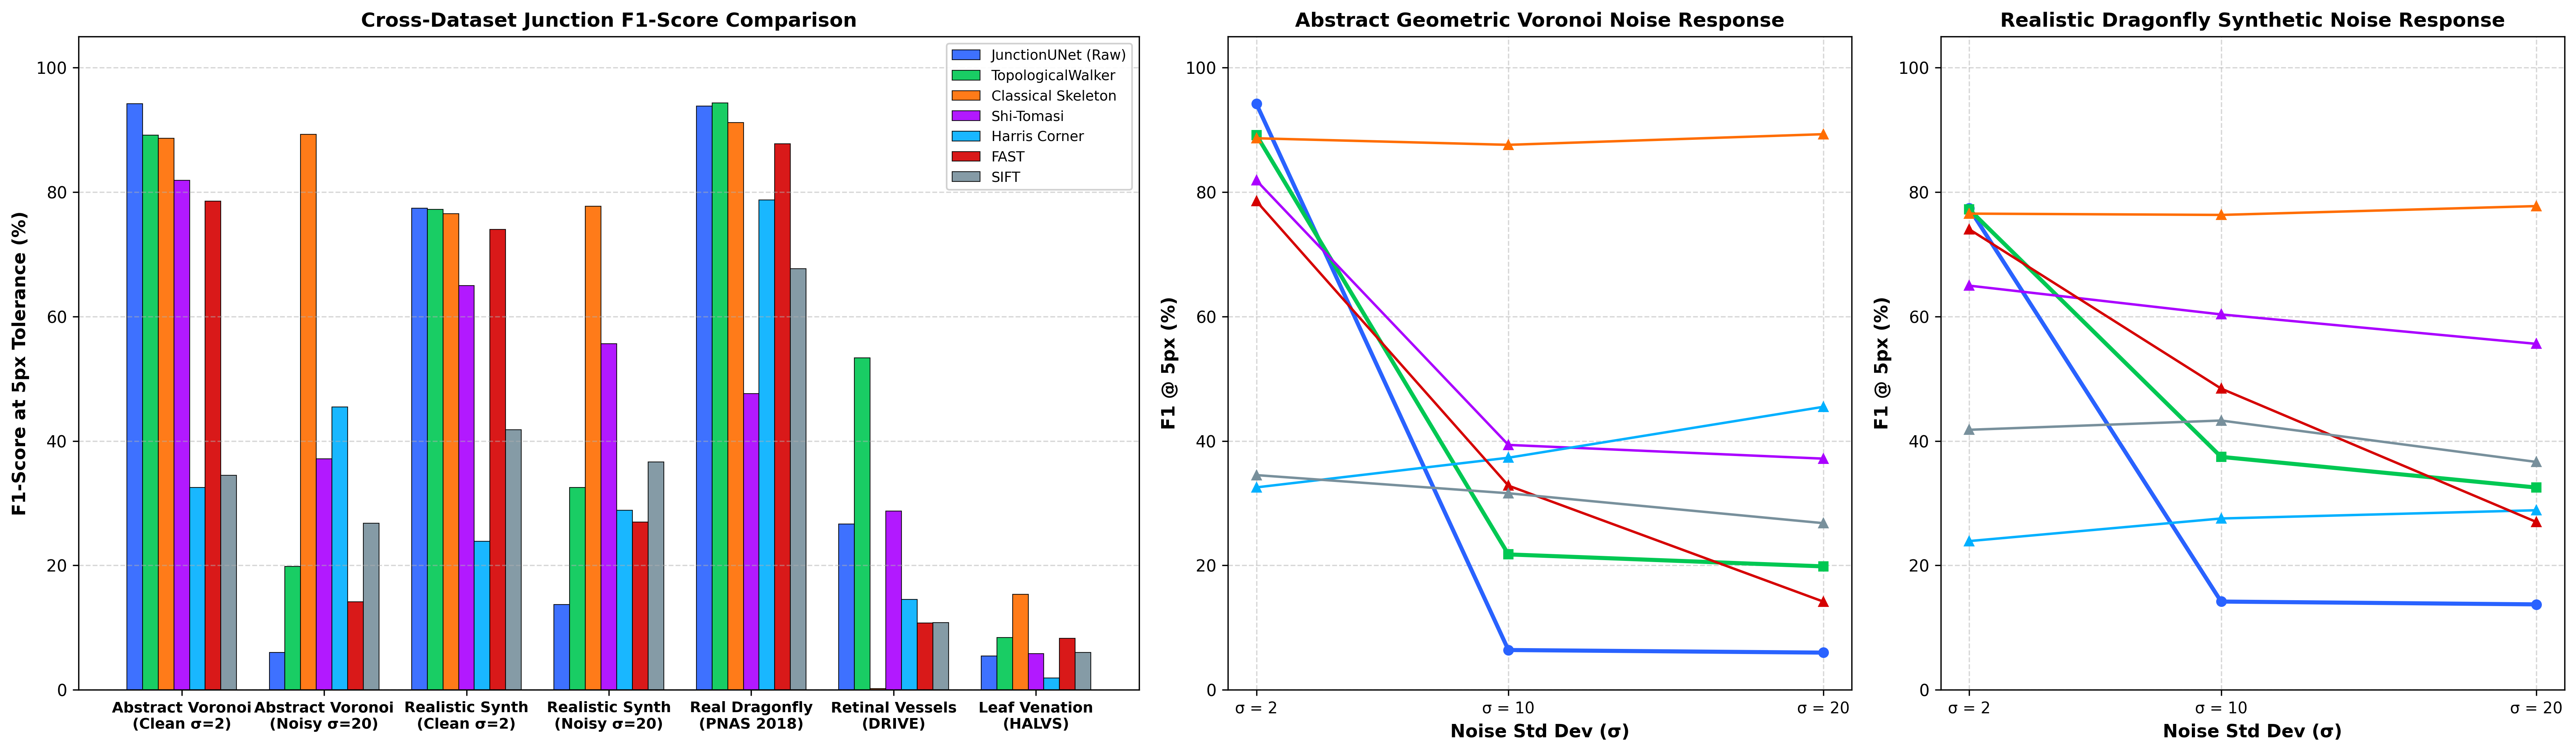 Cross-Dataset Junction F1-Score Comparison
F1-Score at 5px Tolerance (%)
100
80
60
40
20
0
JunctionUNet (Raw)
TopologicalWalker
Classical Skeleton
Shi-Tomasi
Harris Corner
FAST
SIFT
Abstract Voronoi
(Clean σ=2)
Abstract Voronoi
(Noisy σ=20)
Realistic Synth
(Clean σ=2)
Realistic Synth
(Noisy σ=20)
Real Dragonfly
(PNAS 2018)
Retinal Vessels
(DRIVE)
Leaf Venation
(HALVS)
Abstract Geometric Voronoi Noise Response
F1 @ 5px (%)
100
80
60
40
20
0
σ = 2
σ = 10
σ = 20
Noise Std Dev (σ)
Realistic Dragonfly Synthetic Noise Response
F1 @ 5px (%)
100
80
60
40
20
0
σ = 2
σ = 10
σ = 20
Noise Std Dev (σ)